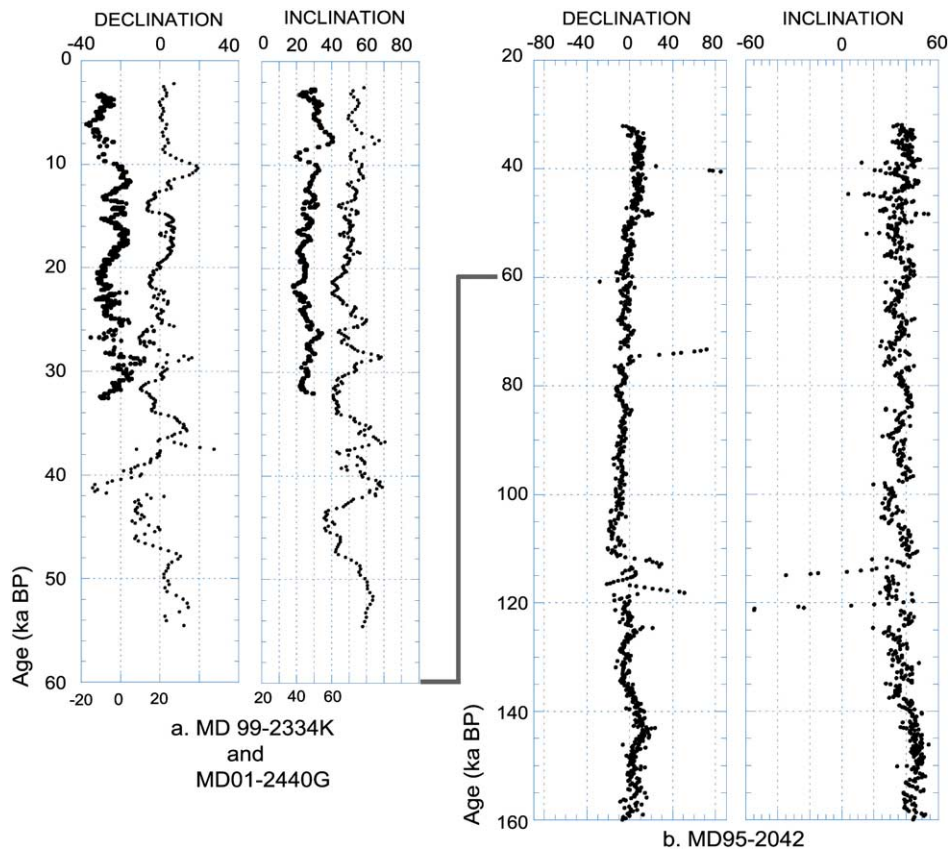 DECLINATION
INCLINATION
-40 0 40
0 20 40 60 80
0
10
20
30
40
50
60
Age (ka BP)
-20 0 20
20 40 60
a. MD 99-2334K
and
MD01-2440G
DECLINATION
INCLINATION
-80 -40 0 40 80
-60 0 60
20
40
60
80
100
120
140
160
Age (ka BP)
b. MD95-2042